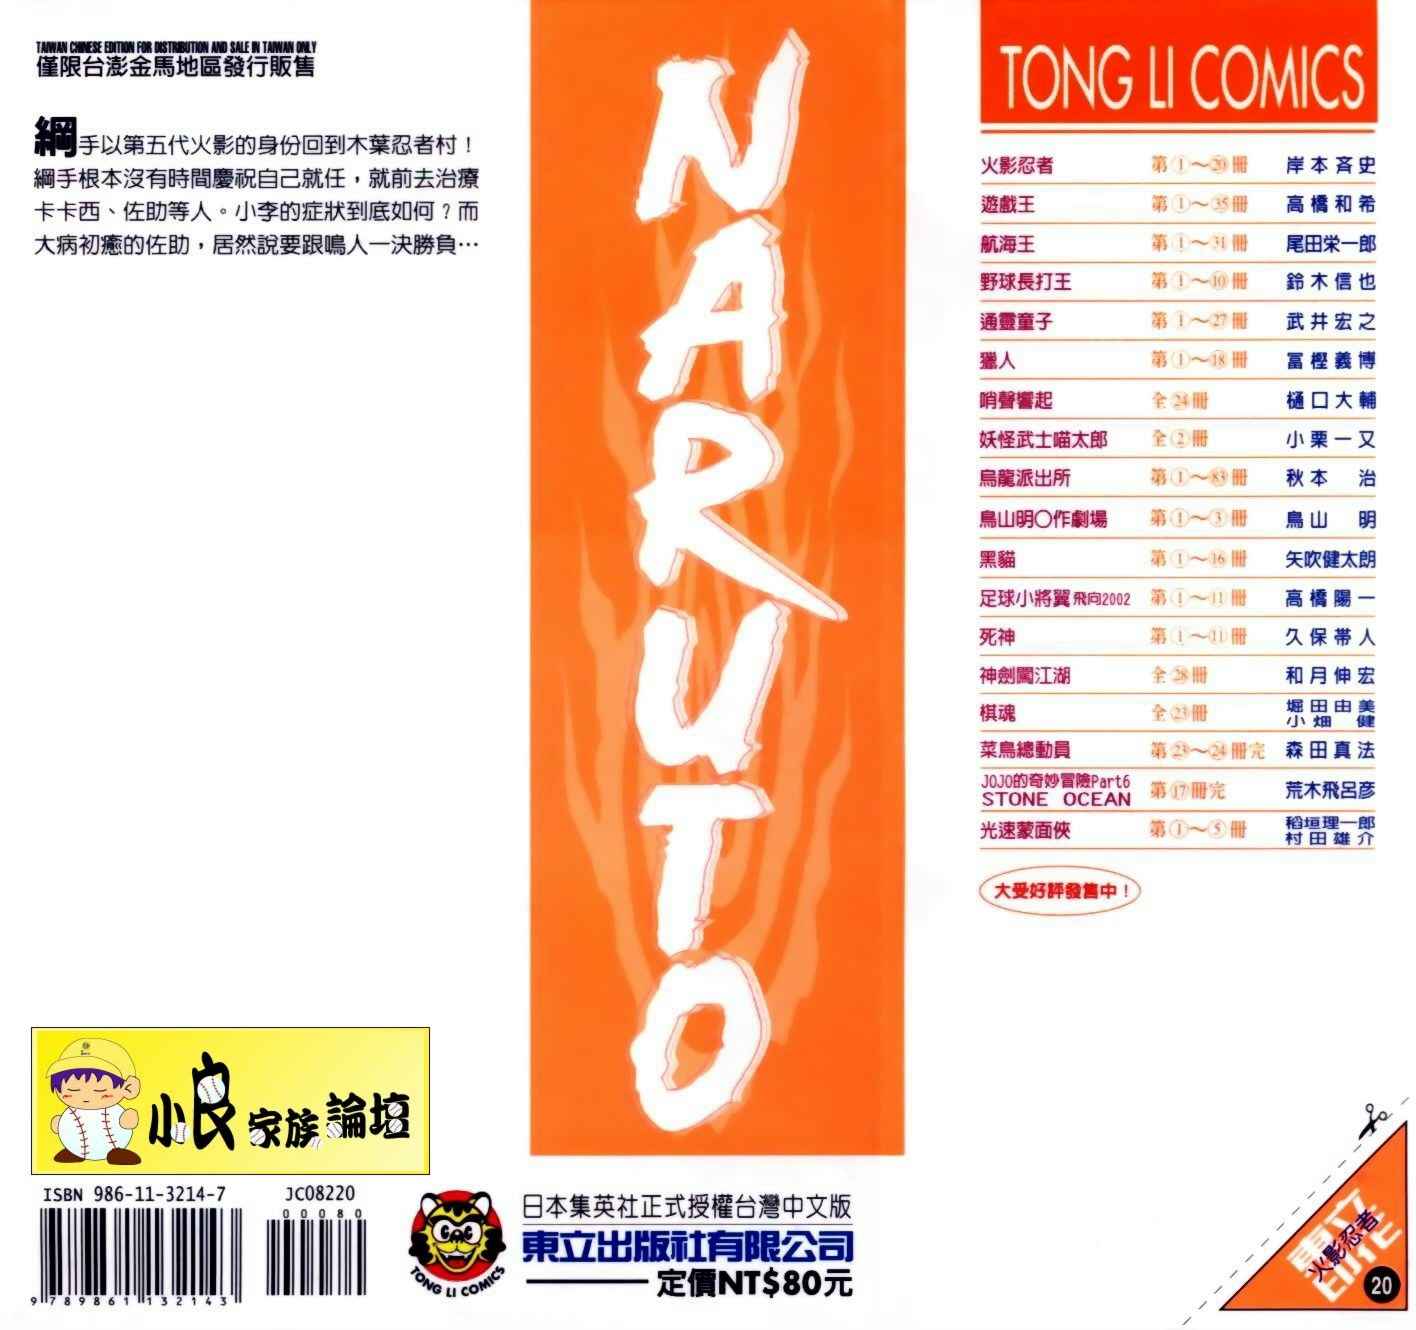 TAIWAN CHINESE EDITION FOR DISTRIBUTION AND SALE IN TAIWAN ONLY
僅限台澎金馬地區發行販售
綱手以第五代火影的身份回到木葉忍者村！
綱手根本沒有時間慶祝自己就任，就前去治療
卡卡西、佐助等人。小李的症狀到底如何？而
大病初癒的佐助，居然說要跟鳴人一決勝負…
NARUTO
TONG LI COMICS
火影忍者 第①～⑳冊 岸本斉史
遊戲王 第①～㉟冊 高橋和希
航海王 第①～㉛冊 尾田栄一郎
野球長打王 第①～⑩冊 鈴木信也
通靈童子 第①～㉗冊 武井宏之
獵人 第①～⑱冊 冨樫義博
哨聲響起 全㉔冊 樋口大輔
妖怪武士喵太郎 全②冊 小栗一又
烏龍派出所 第①～83冊 秋本 治
鳥山明〇作劇場 第①～③冊 鳥山 明
黑貓 第①～⑯冊 矢吹健太朗
足球小將翼飛向2002 第①～⑪冊 高橋陽一
死神 第①～⑪冊 久保帯人
神劍闖江湖 全㉘冊 和月伸宏
棋魂 全㉓冊 堀田由美 小畑健
菜鳥總動員 第㉓～㉔冊完 森田真法
JOJO的奇妙冒險Part6 STONE OCEAN 第⑰冊完 荒木飛呂彦
光速蒙面俠 第①～⑤冊 稻垣理一郎 村田雄介
大受好評發售中！
小良家族論壇
ISBN 986-11-3214-7
9789861132143
JC08220
00080
TONG LI COMICS
日本集英社正式授權台灣中文版
東立出版社有限公司
定價NT$80元
火影忍者
20